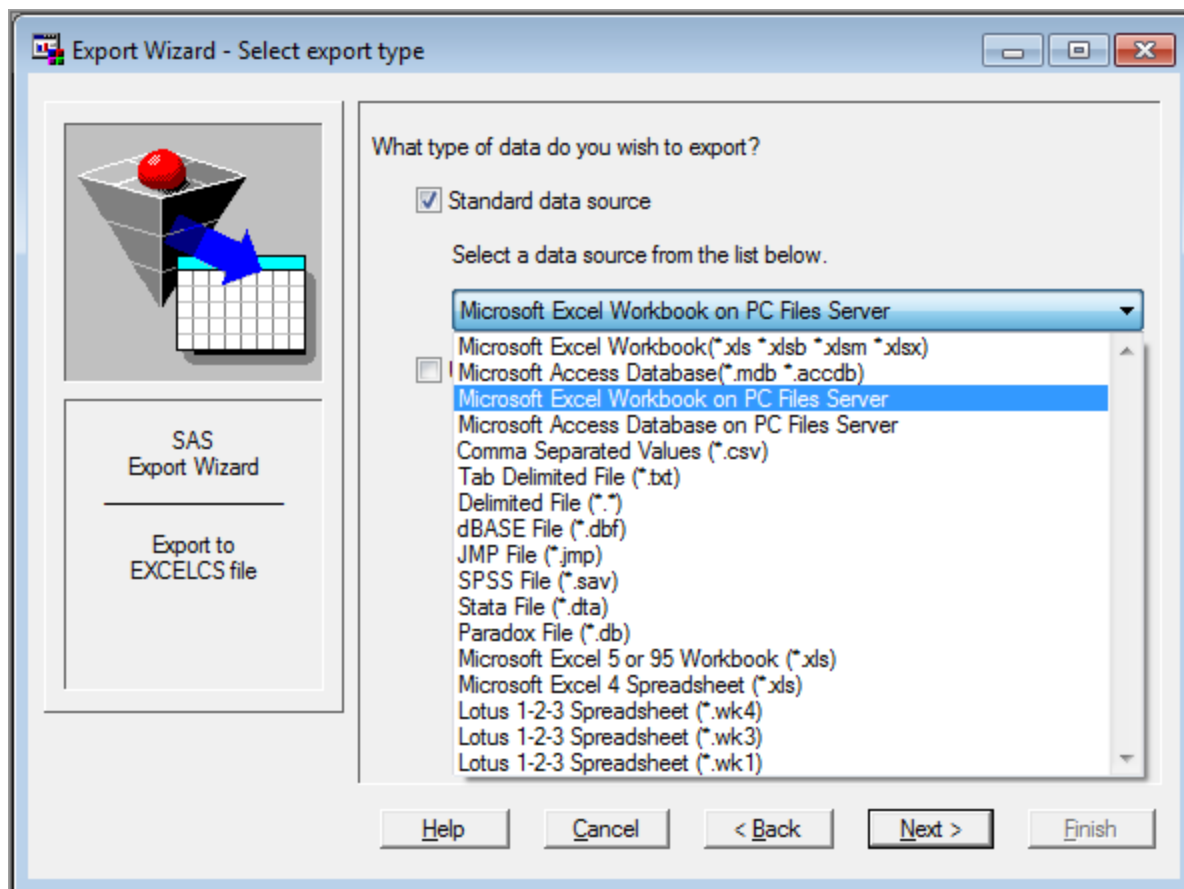 Export Wizard - Select export type
What type of data do you wish to export?
Standard data source
Select a data source from the list below.
Microsoft Excel Workbook on PC Files Server
Microsoft Excel Workbook(*.xls *.xlsb *.xlsm *.xlsx)
Microsoft Access Database(*.mdb *.accdb)
Microsoft Excel Workbook on PC Files Server
Microsoft Access Database on PC Files Server
Comma Separated Values (*.csv)
Tab Delimited File (*.txt)
Delimited File (*.*)
dBASE File (*.dbf)
JMP File (*.jmp)
SPSS File (*.sav)
Stata File (*.dta)
Paradox File (*.db)
Microsoft Excel 5 or 95 Workbook (*.xls)
Microsoft Excel 4 Spreadsheet (*.xls)
Lotus 1-2-3 Spreadsheet (*.wk4)
Lotus 1-2-3 Spreadsheet (*.wk3)
Lotus 1-2-3 Spreadsheet (*.wk1)
SAS
Export Wizard
Export to
EXCELCS file
Help
Cancel
< Back
Next >
Finish